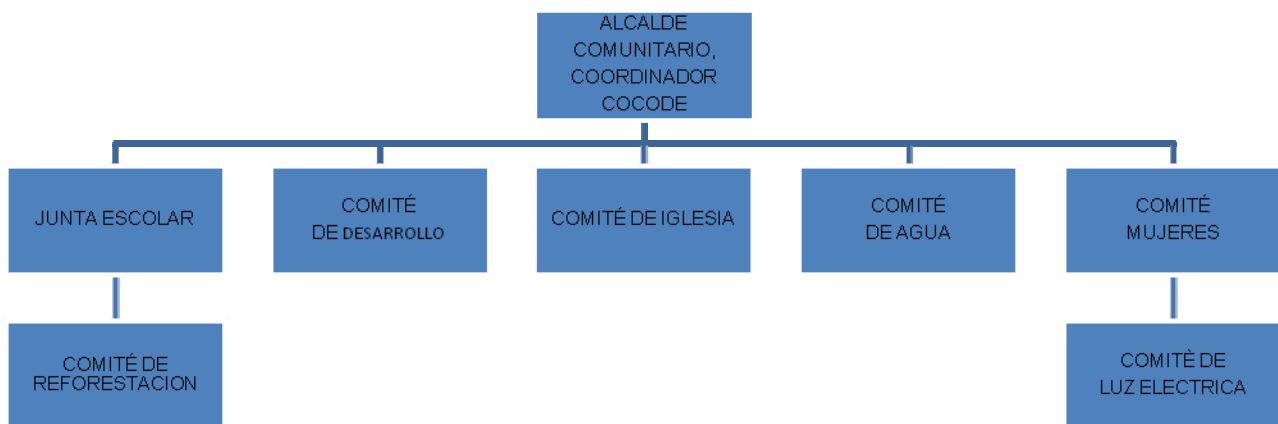 ALCALDE
COMUNITARIO,
COORDINADOR
COCODE
JUNTA ESCOLAR
COMITÉ
DE DESARROLLO
COMITÉ DE IGLESIA
COMITÉ
DE AGUA
COMITÉ
MUJERES
COMITÉ DE
REFORESTACION
COMITÈ DE
LUZ ELECTRICA